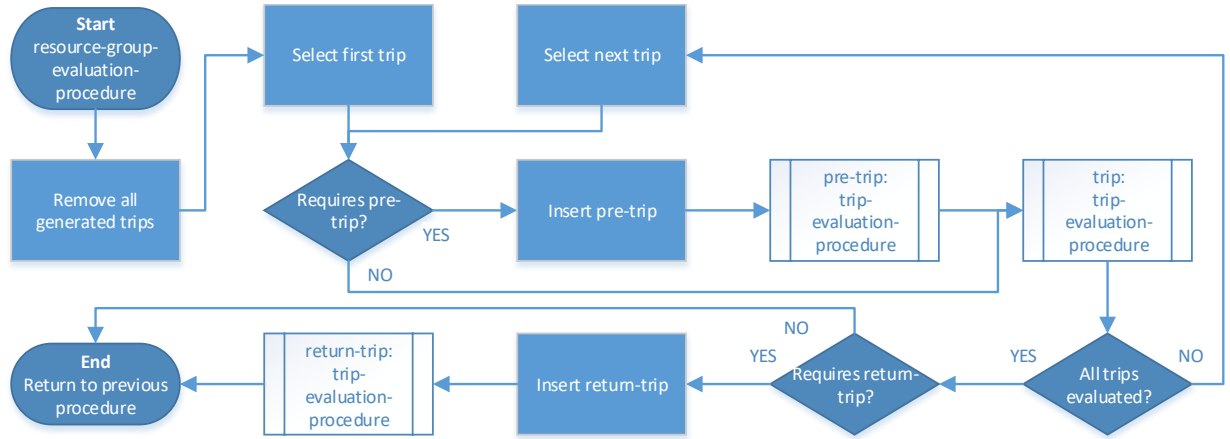 Start
resource-group-
evaluation-
procedure
Select first trip
Select next trip
Remove all
generated trips
Requires pre-
trip?
YES
NO
Insert pre-trip
pre-trip:
trip-
evaluation-
procedure
trip:
trip-
evaluation-
procedure
All trips
evaluated?
NO
YES
Requires return-
trip?
NO
YES
Insert return-trip
return-trip:
trip-
evaluation-
procedure
End
Return to previous
procedure